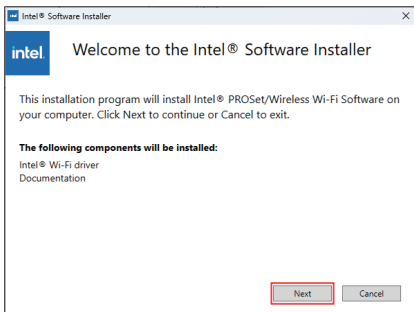 Intel® Software Installer
intel.
Welcome to the Intel® Software Installer
This installation program will install Intel® PROSet/Wireless Wi-Fi Software on
your computer. Click Next to continue or Cancel to exit.
The following components will be installed:
Intel® Wi-Fi driver
Documentation
Next Cancel